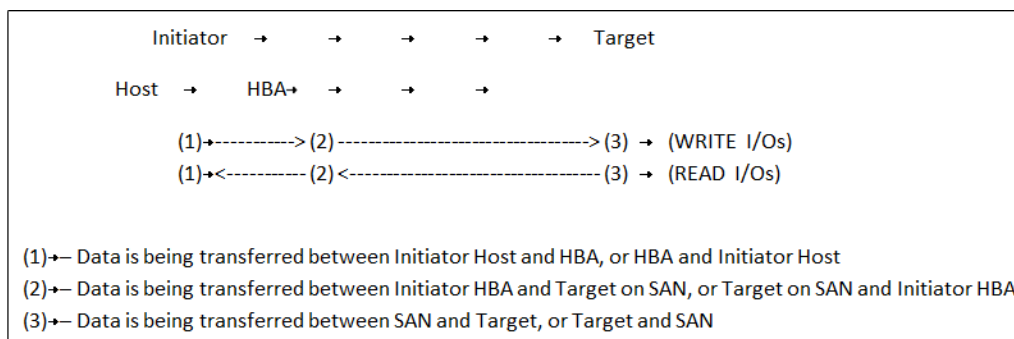 Initiator → → → → → Target
Host → HBA→ → → →
(1)→----------->(2)----------------------------------->(3) → (WRITE I/Os)
(1)→<-----------(2)<-----------------------------------(3) → (READ I/Os)
(1)→– Data is being transferred between Initiator Host and HBA, or HBA and Initiator Host
(2)→– Data is being transferred between Initiator HBA and Target on SAN, or Target on SAN and Initiator HBA
(3)→– Data is being transferred between SAN and Target, or Target and SAN